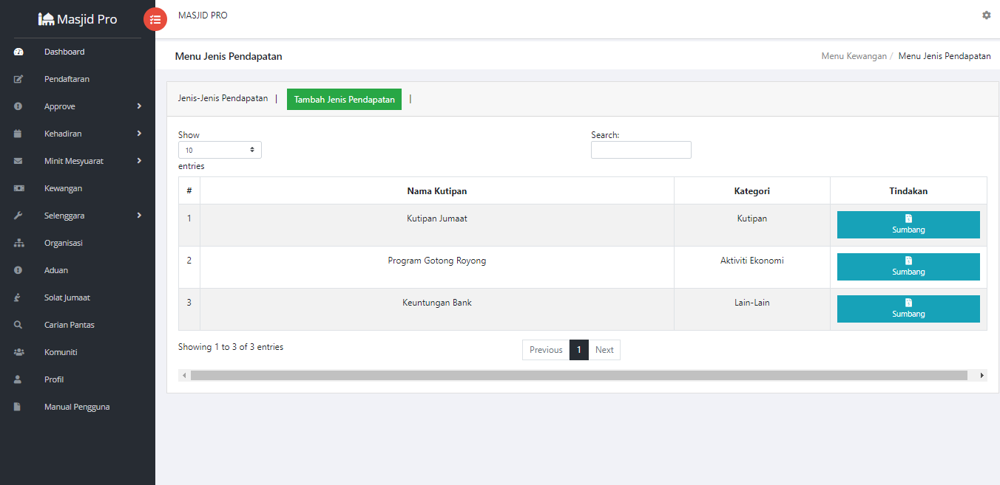 Masjid Pro
MASJID PRO
Dashboard
Pendaftaran
Approve
Kehadiran
Minit Mesyuarat
Kewangan
Selenggara
Organisasi
Aduan
Solat Jumaat
Carian Pantas
Komuniti
Profil
Manual Pengguna
Menu Jenis Pendapatan
Menu Kewangan / Menu Jenis Pendapatan
Jenis-Jenis Pendapatan | Tambah Jenis Pendapatan |
Show
10
entries
Search:
# Nama Kutipan Kategori Tindakan
1 Kutipan Jumaat Kutipan Sumbang
2 Program Gotong Royong Aktiviti Ekonomi Sumbang
3 Keuntungan Bank Lain-Lain Sumbang
Showing 1 to 3 of 3 entries
Previous 1 Next